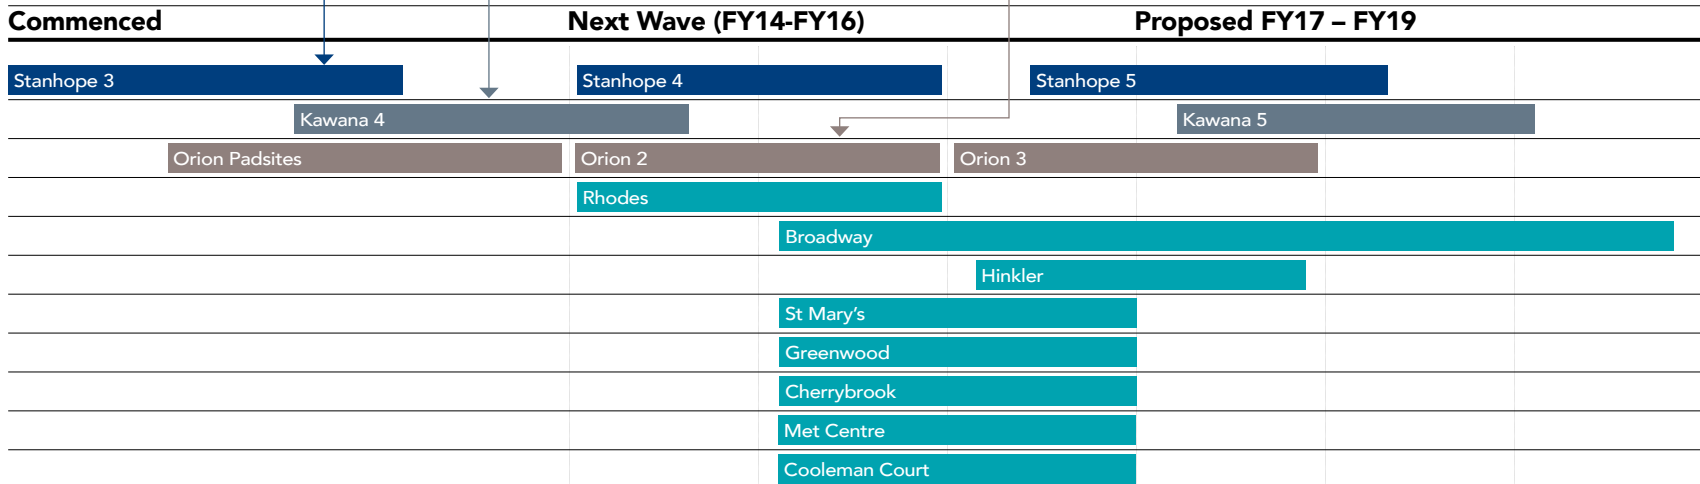 Commenced Next Wave (FY14-FY16) Proposed FY17 – FY19
Stanhope 3 Stanhope 4 Stanhope 5
Kawana 4 Kawana 5
Orion Padsites Orion 2 Orion 3
Rhodes
Broadway
Hinkler
St Mary’s
Greenwood
Cherrybrook
Met Centre
Cooleman Court